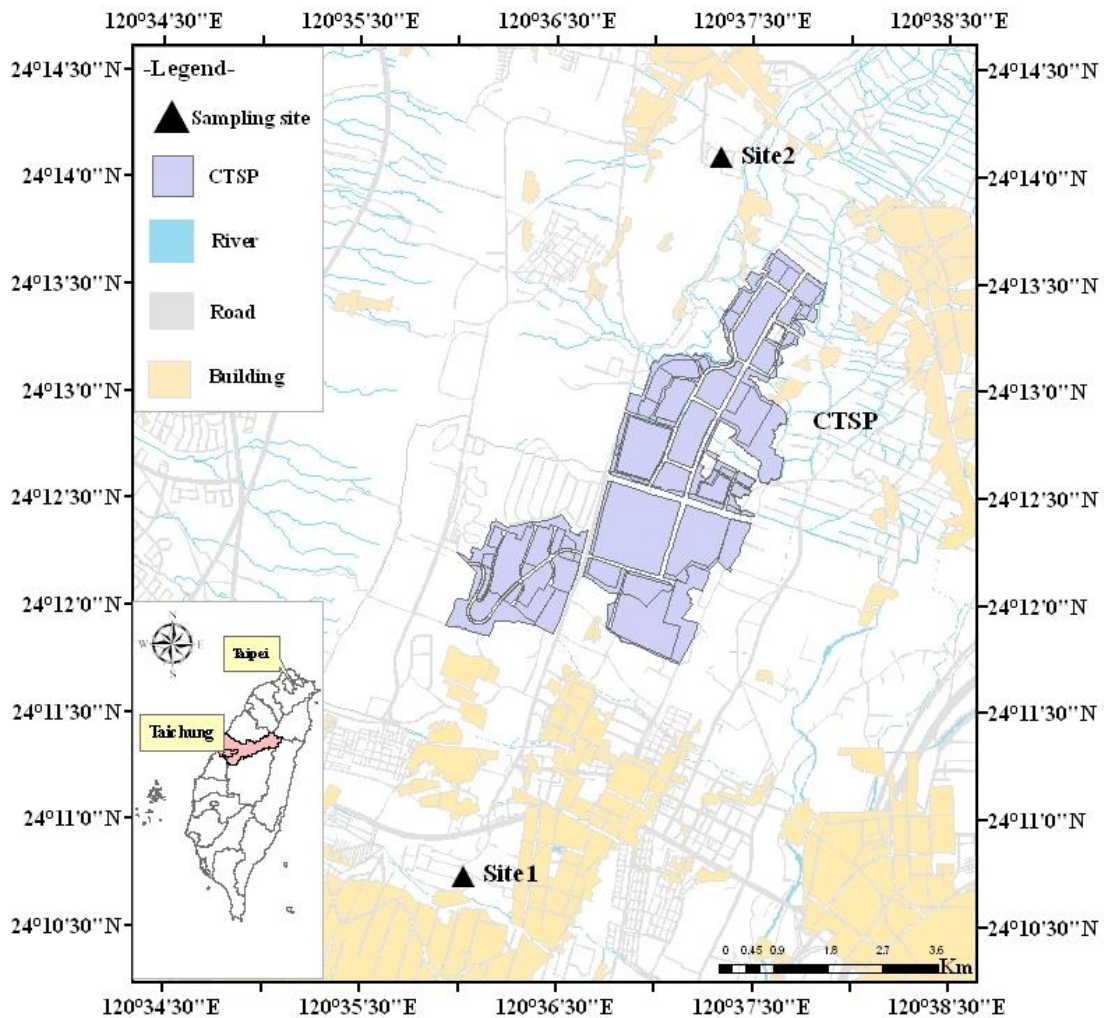 120°34'30"E 120°35'30"E 120°36'30"E 120°37'30"E 120°38'30"E
24°14'30"N
24°14'0"N
24°13'30"N
24°13'0"N
24°12'30"N
24°12'0"N
24°11'30"N
24°11'0"N
24°10'30"N
-Legend-
Sampling site
CTSP
River
Road
Building
N
W E
S
Taipei
Taichung
Site2
CTSP
Site1
0 0.45 0.9 1.8 2.7 3.6
Km
24°14'30"N
24°14'0"N
24°13'30"N
24°13'0"N
24°12'30"N
24°12'0"N
24°11'30"N
24°11'0"N
24°10'30"N
120°34'30"E 120°35'30"E 120°36'30"E 120°37'30"E 120°38'30"E